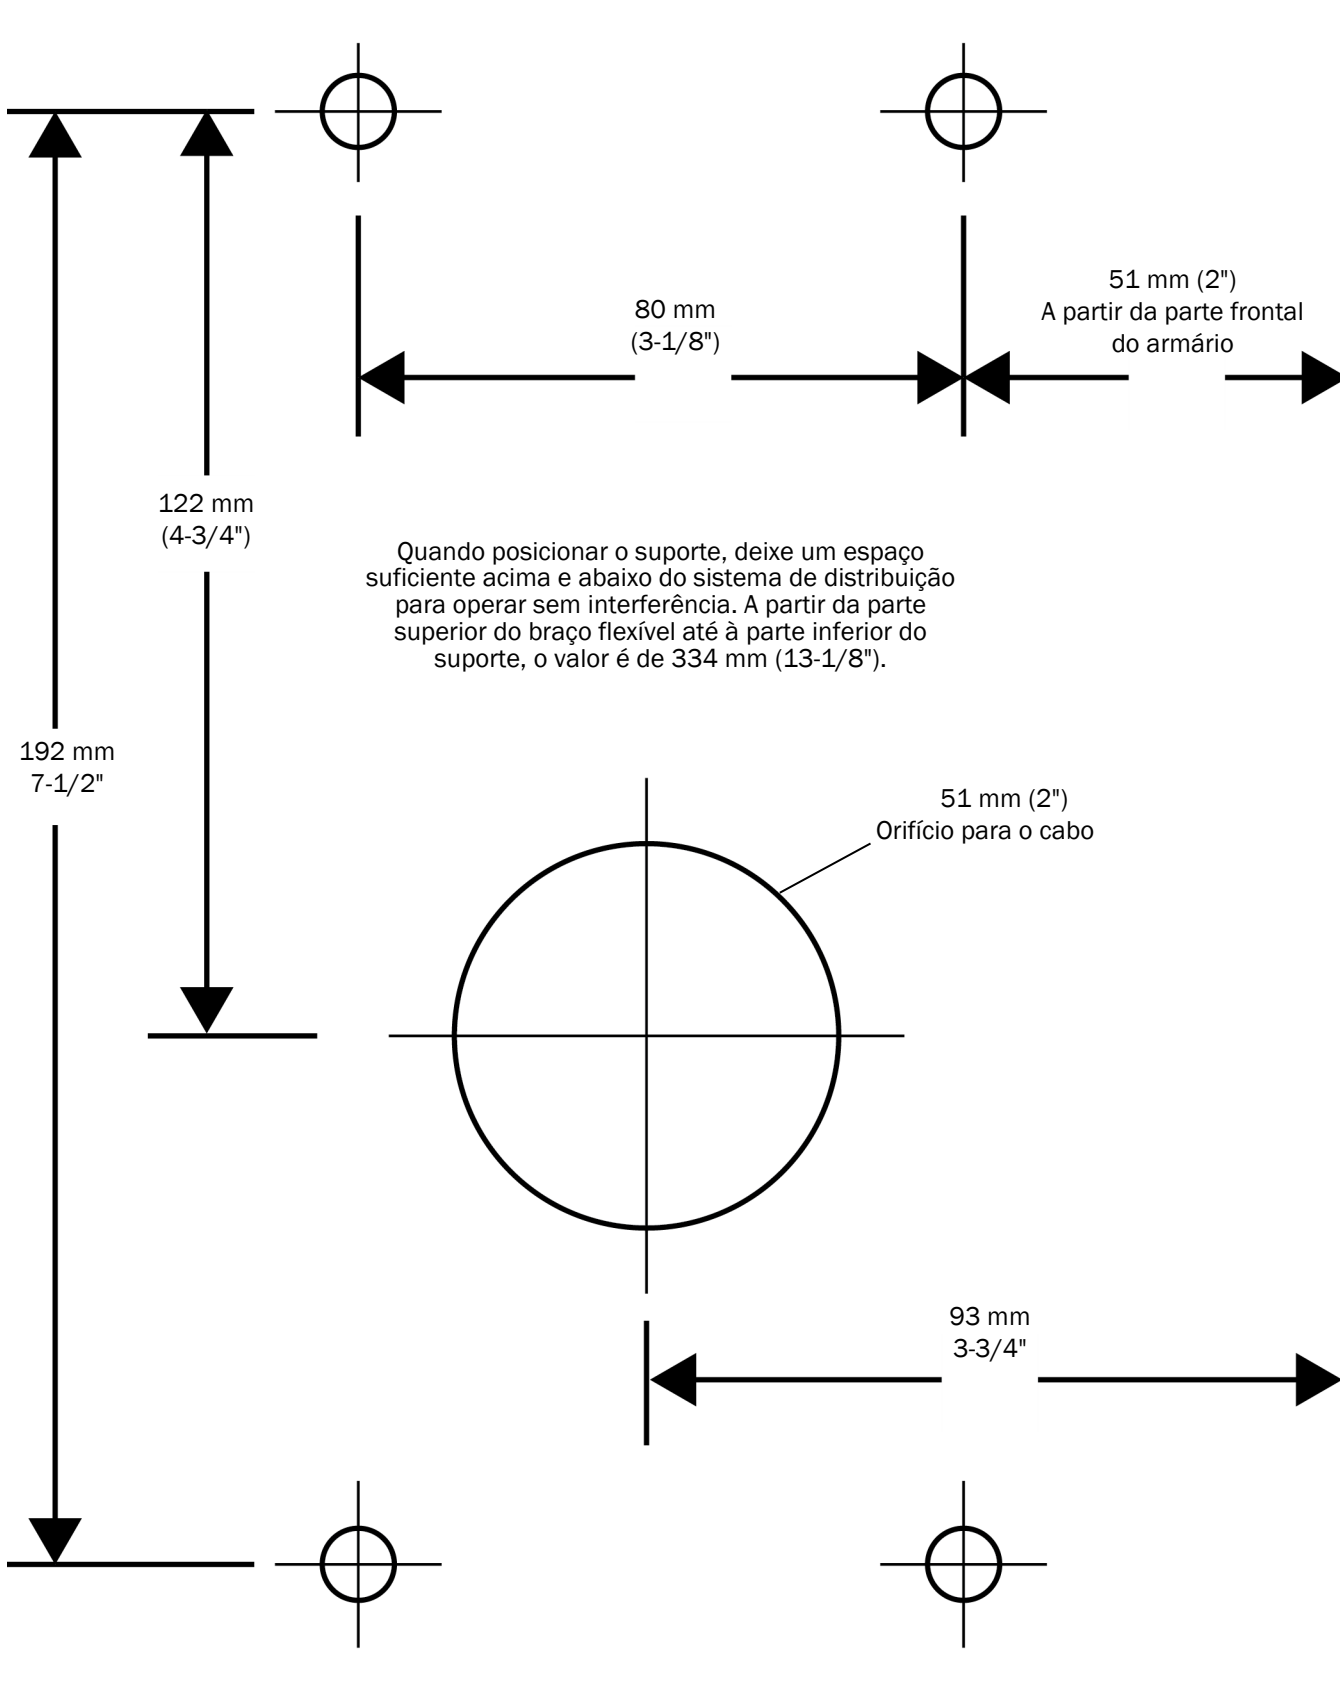 51 mm (2")
A partir da parte frontal
do armário
80 mm
(3-1/8")
122 mm
(4-3/4")
Quando posicionar o suporte, deixe um espaço
suficiente acima e abaixo do sistema de distribuição
para operar sem interferência. A partir da parte
superior do braço flexível até à parte inferior do
suporte, o valor é de 334 mm (13-1/8").
192 mm
7-1/2"
51 mm (2")
Orifício para o cabo
93 mm
3-3/4"